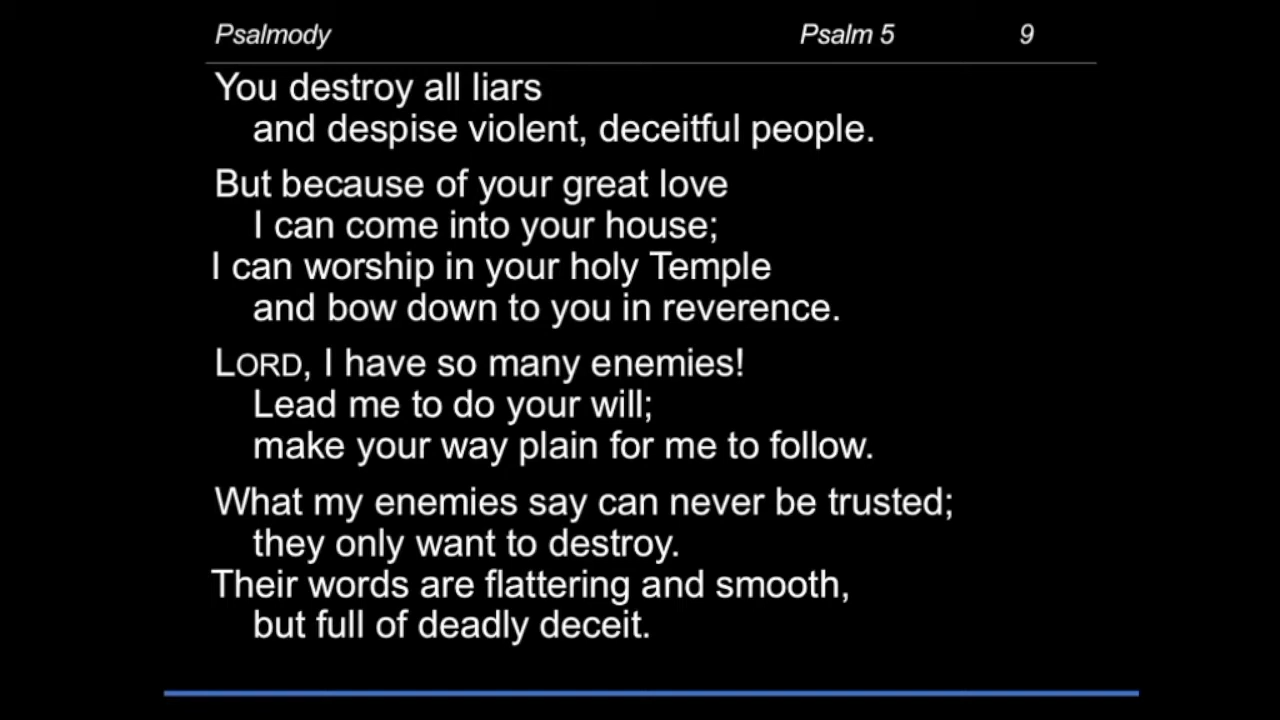 Psalmody Psalm 5 9
You destroy all liars
and despise violent, deceitful people.
But because of your great love
I can come into your house;
I can worship in your holy Temple
and bow down to you in reverence.
LORD, I have so many enemies!
Lead me to do your will;
make your way plain for me to follow.
What my enemies say can never be trusted;
they only want to destroy.
Their words are flattering and smooth,
but full of deadly deceit.